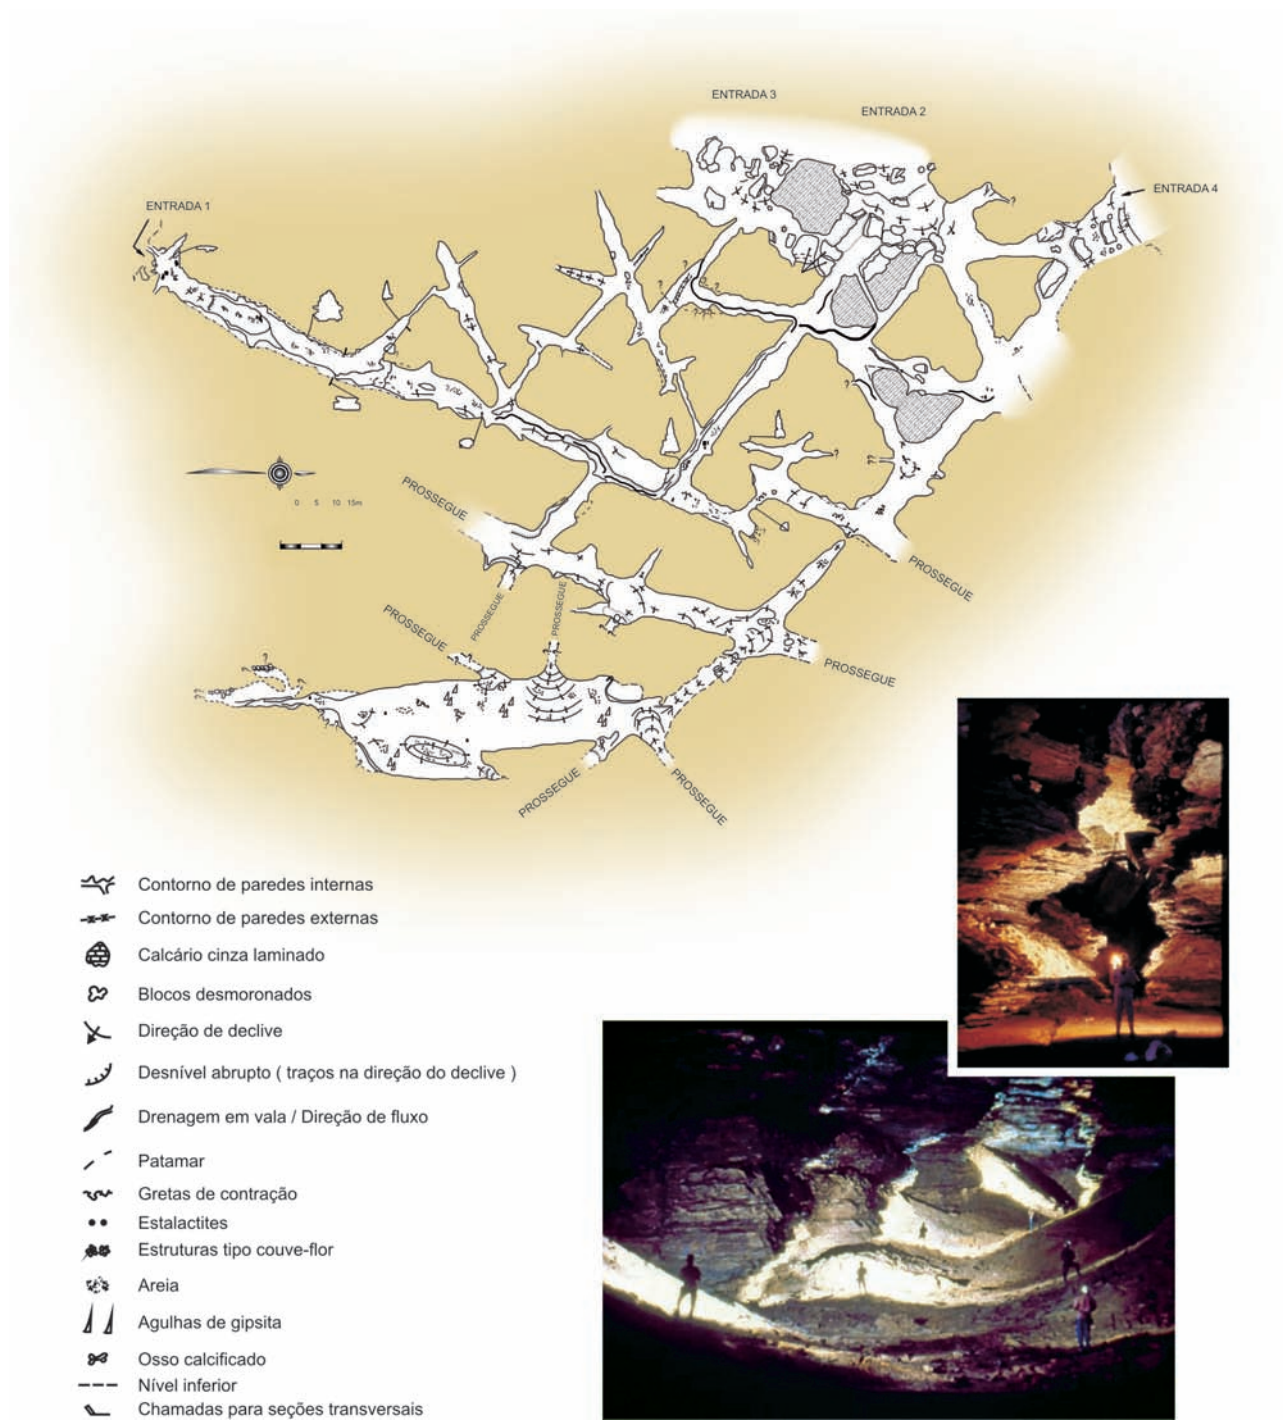 ENTRADA 3
ENTRADA 2
ENTRADA 4
ENTRADA 1
?
?
?
?
?
?
??
0 5 10 15m
PROSSEGUE
PROSSEGUE
PROSSEGUE
PROSSEGUE
PROSSEGUE
PROSSEGUE
?
?
??
PROSSEGUE
PROSSEGUE
Contorno de paredes internas
Contorno de paredes externas
Calcário cinza laminado
Blocos desmoronados
Direção de declive
Desnível abrupto ( traços na direção do declive )
Drenagem em vala / Direção de fluxo
Patamar
Gretas de contração
Estalactites
Estruturas tipo couve-flor
Areia
Agulhas de gipsita
Osso calcificado
Nível inferior
Chamadas para seções transversais